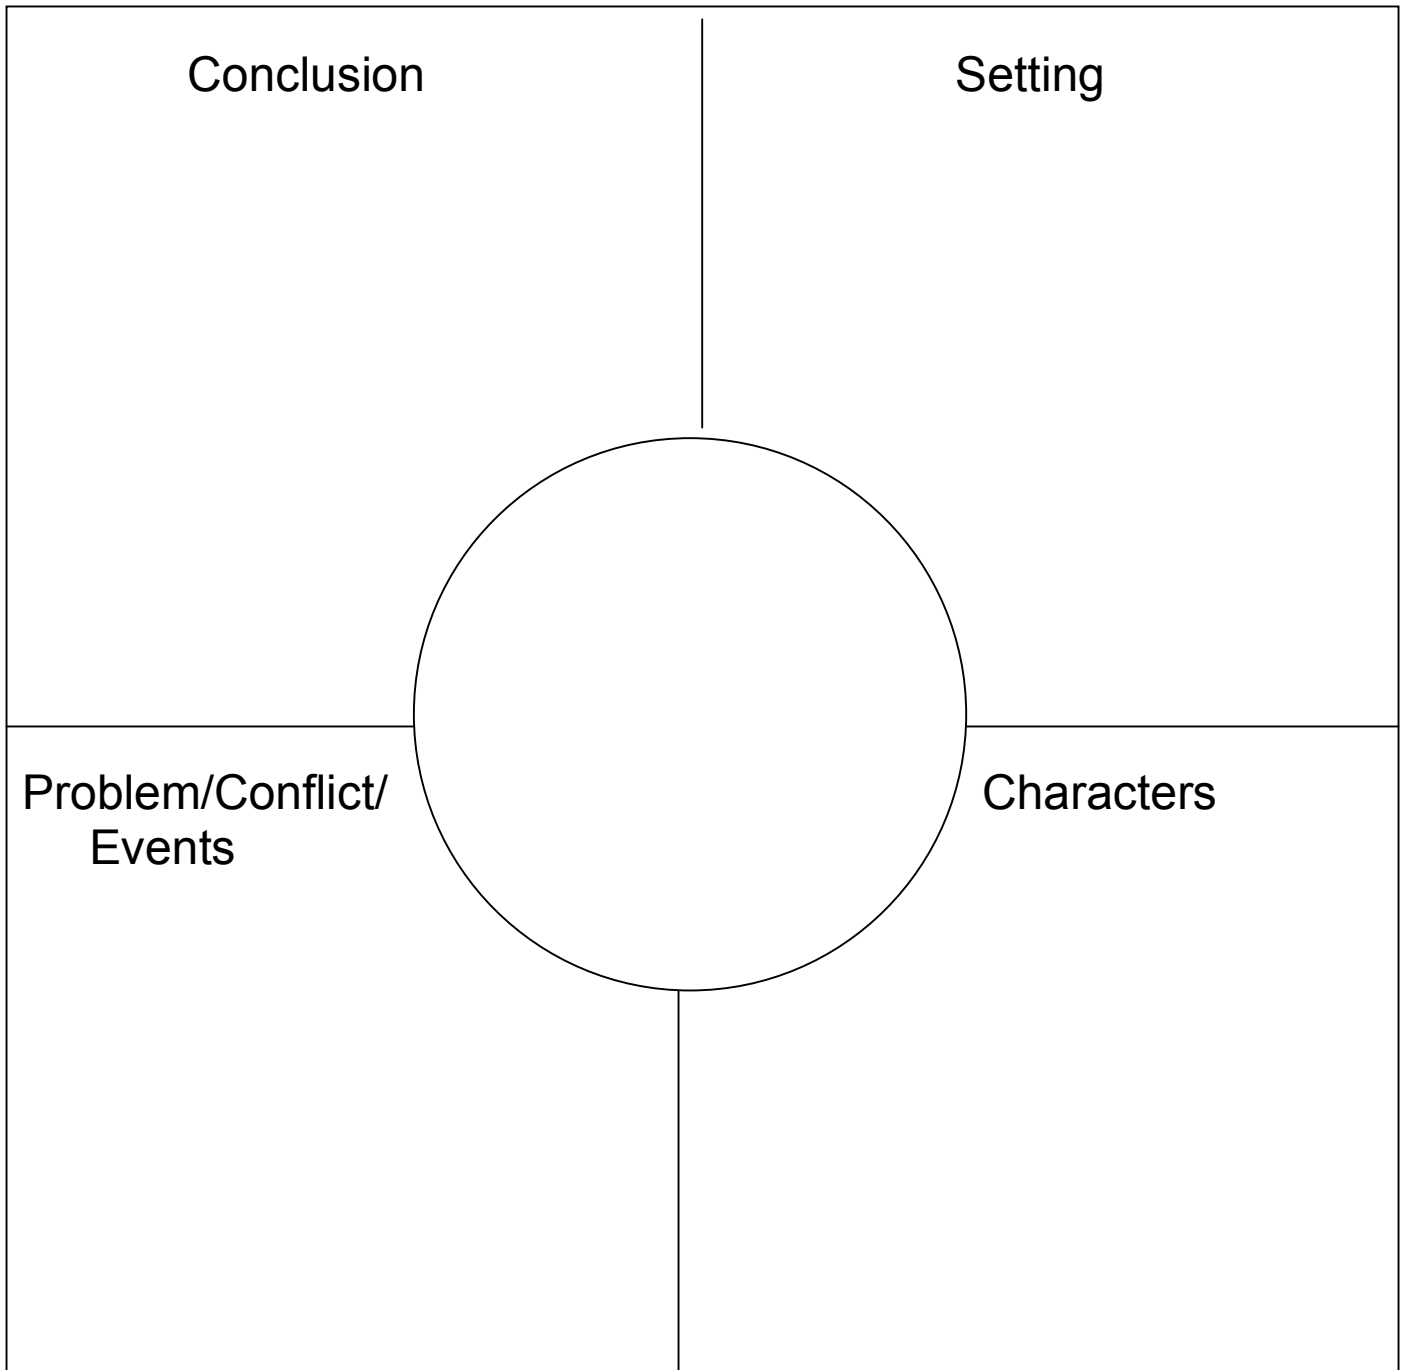 Conclusion
Setting
Problem/Conflict/
Events
Characters